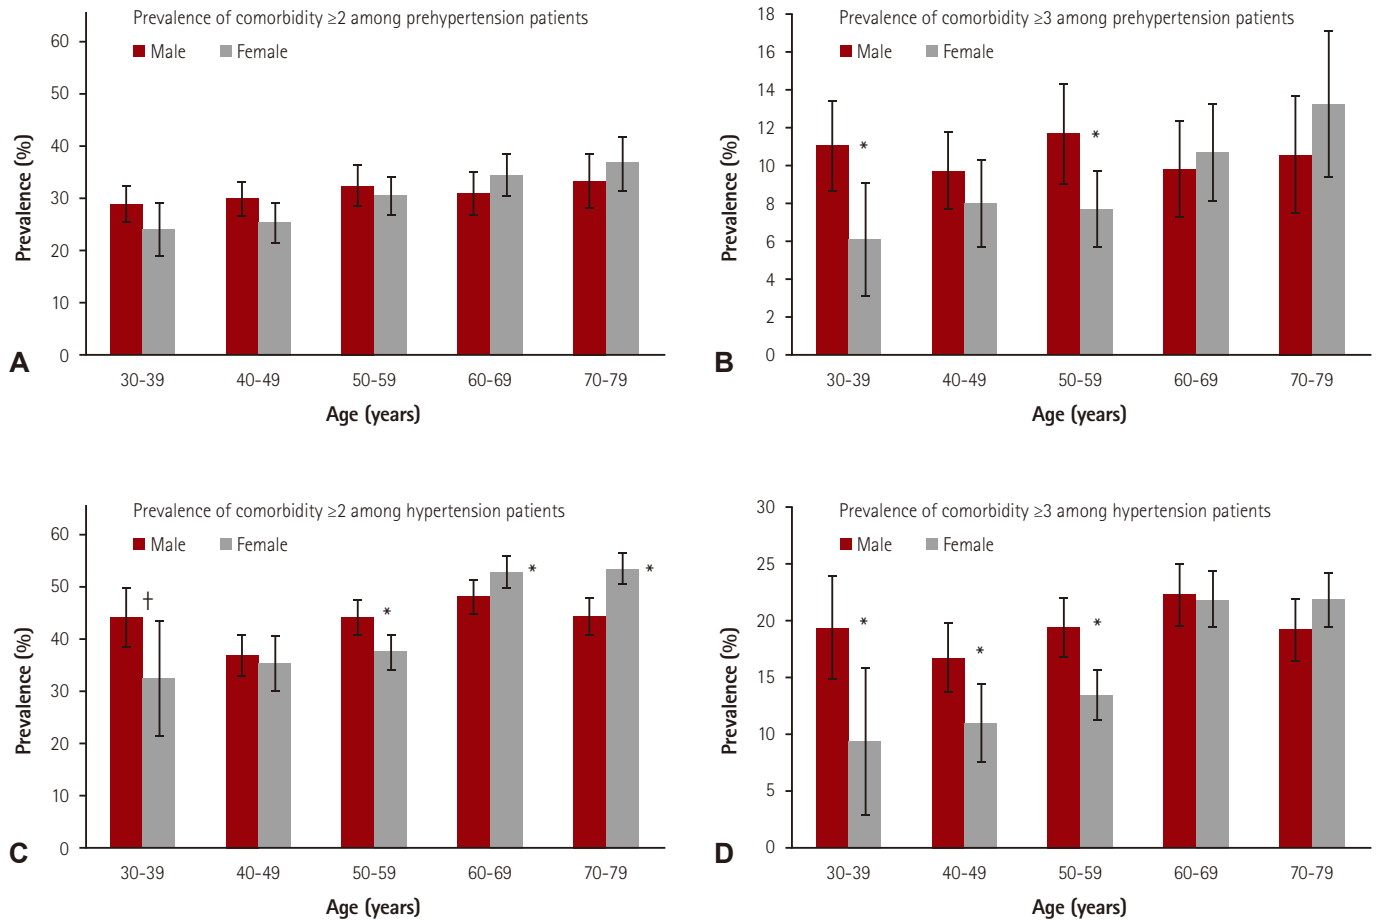 Prevalence of comorbidity ≥2 among prehypertension patients
Male Female
Prevalence (%)
60
50
40
30
20
10
0
A
30-39 40-49 50-59 60-69 70-79
Age (years)
Prevalence of comorbidity ≥3 among prehypertension patients
Male Female
Prevalence (%)
18
16
14
12
10
8
6
4
2
0
* *
B
30-39 40-49 50-59 60-69 70-79
Age (years)
Prevalence of comorbidity ≥2 among hypertension patients
Male Female
Prevalence (%)
60
50
40
30
20
10
0
† * * *
C
30-39 40-49 50-59 60-69 70-79
Age (years)
Prevalence of comorbidity ≥3 among hypertension patients
Male Female
Prevalence (%)
30
25
20
15
10
5
0
* * *
D
30-39 40-49 50-59 60-69 70-79
Age (years)